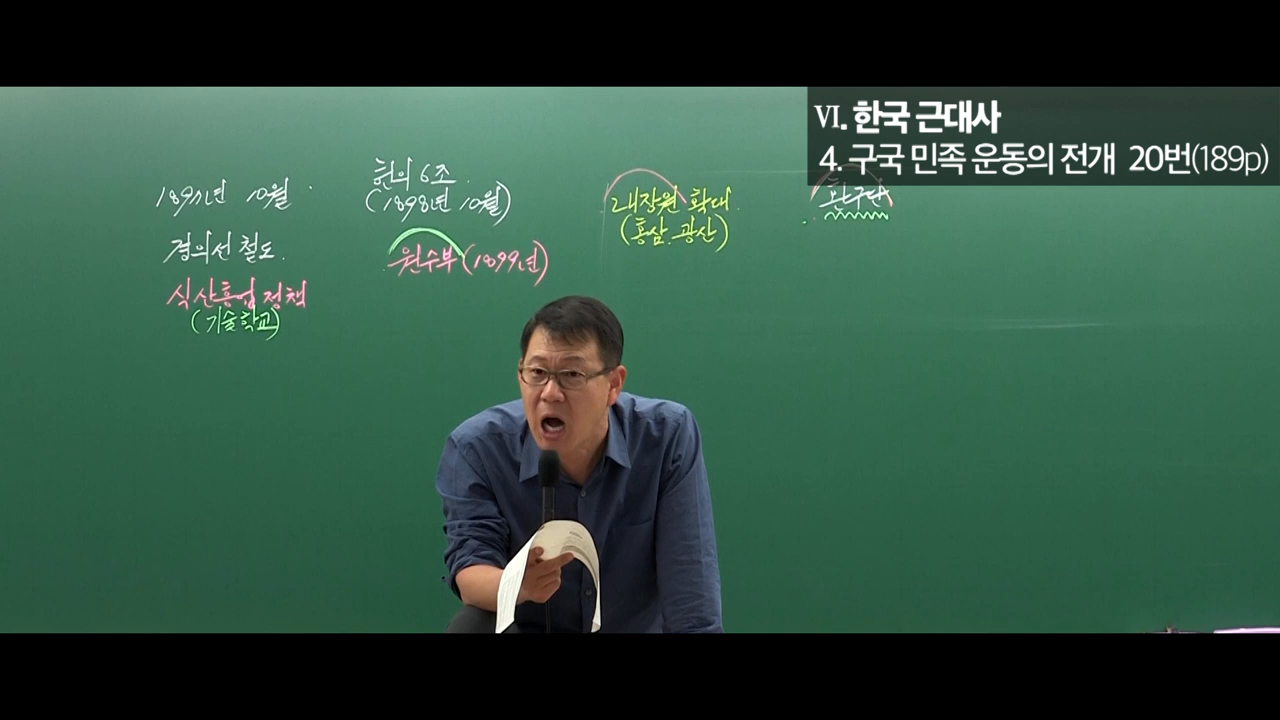 Ⅵ. 한국 근대사
4. 구국 민족 운동의 전개 20번(189p)
1897년 10월
경의선 철도.
식산흥업 정책
(기술학교)
헌의 6조.
(1898년 10월)
원수부 (1899년)
내장원 확대.
(홍삼. 광산)
환구단